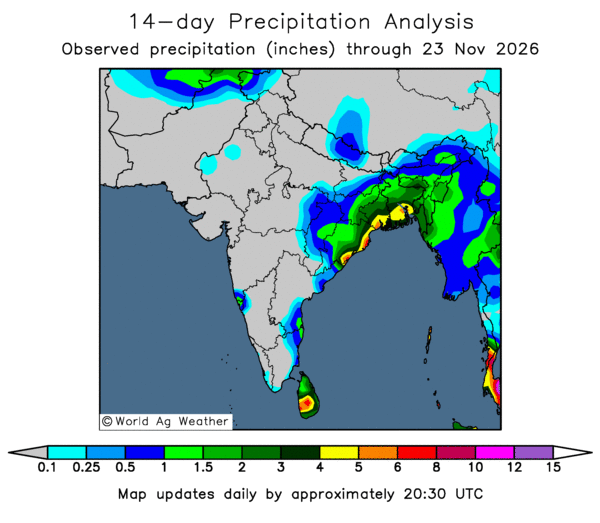 14-day Precipitation Analysis
Observed precipitation (inches) through 23 Nov 2026
©World Ag Weather
0.1 0.25 0.5 1 1.5 2 3 4 5 6 8 10 12 15
Map updates daily by approximately 20:30 UTC